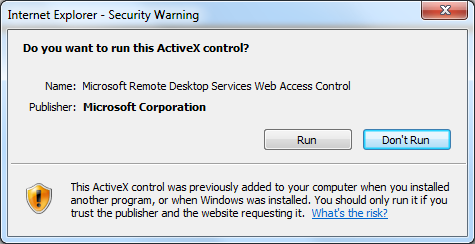 Internet Explorer - Security Warning
Do you want to run this ActiveX control?
Name: Microsoft Remote Desktop Services Web Access Control
Publisher: Microsoft Corporation
Run Don't Run
This ActiveX control was previously added to your computer when you installed
another program, or when Windows was installed. You should only run it if you
trust the publisher and the website requesting it. What's the risk?